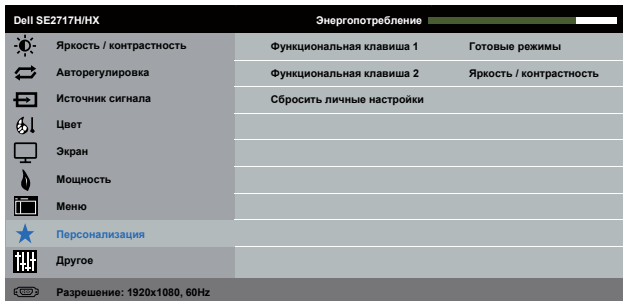 Dell SE2717H/HX Энергопотребление
Яркость / контрастность Функциональная клавиша 1 Готовые режимы
Авторегулировка Функциональная клавиша 2 Яркость / контрастность
Источник сигнала Сбросить личные настройки
Цвет
Экран
Мощность
Меню
Персонализация
Другое
Разрешение: 1920x1080, 60Hz